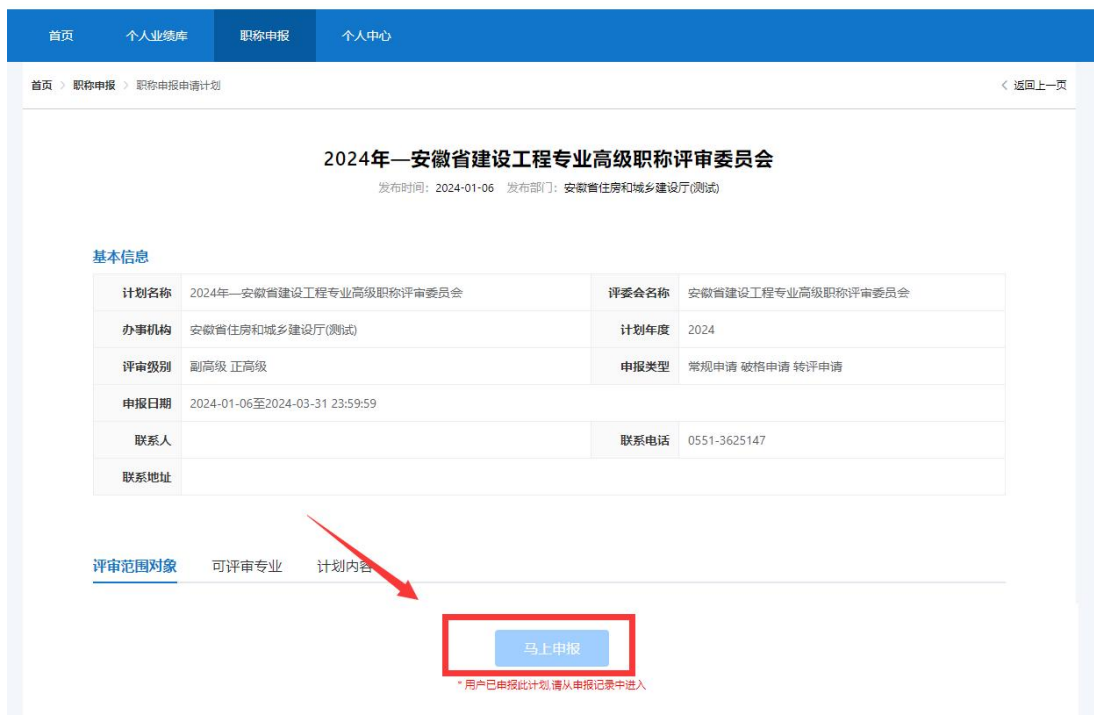 首页 个人业绩库 职称申报 个人中心
首页 > 职称申报 > 职称申报申请计划 < 返回上一页
2024年—安徽省建设工程专业高级职称评审委员会
发布时间：2024-01-06 发布部门：安徽省住房和城乡建设厅(测试)
基本信息
计划名称 2024年—安徽省建设工程专业高级职称评审委员会 评委会名称 安徽省建设工程专业高级职称评审委员会
办事机构 安徽省住房和城乡建设厅(测试) 计划年度 2024
评审级别 副高级 正高级 申报类型 常规申请 破格申请 转评申请
申报日期 2024-01-06至2024-03-31 23:59:59
联系人 联系电话 0551-3625147
联系地址
评审范围对象 可评审专业 计划内容
马上申报
* 用户已申报此计划,请从申报记录中进入